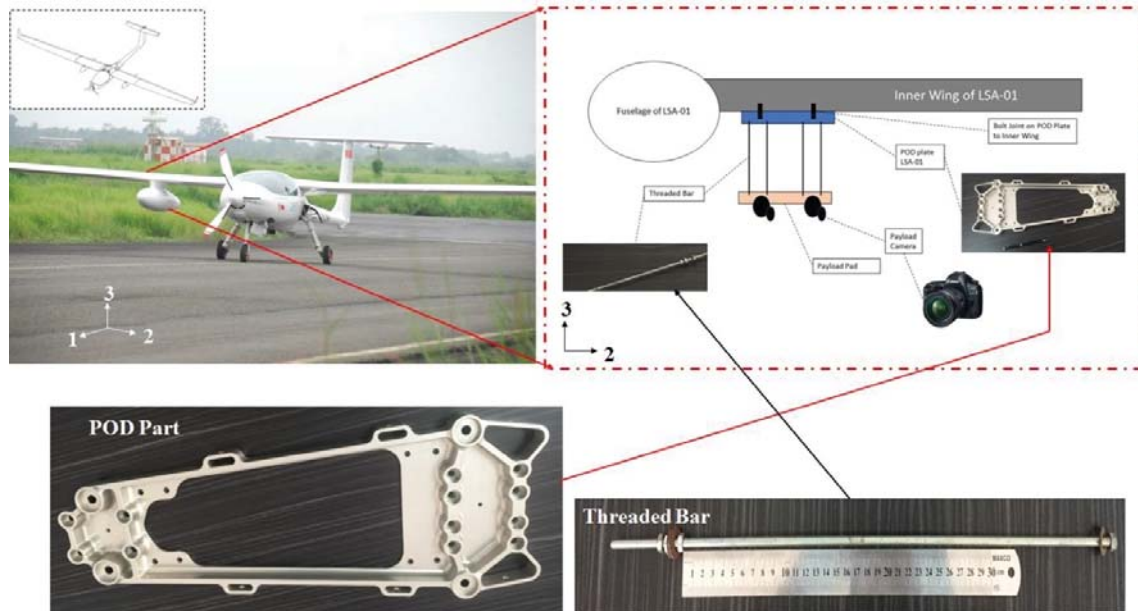 Fuselage of LSA-01
Inner Wing of LSA-01
Bolt Joint on POD Plate
to Inner Wing
POD plate
LSA-01
Threaded Bar
Payload
Camera
Payload Pad
3
1
2
3
2
POD Part
Threaded Bar
1 2 3 4 5 6 7 8 9 10 11 12 13 14 15 16 17 18 19 20 21 22 23 24 25 26 27 28 29 30